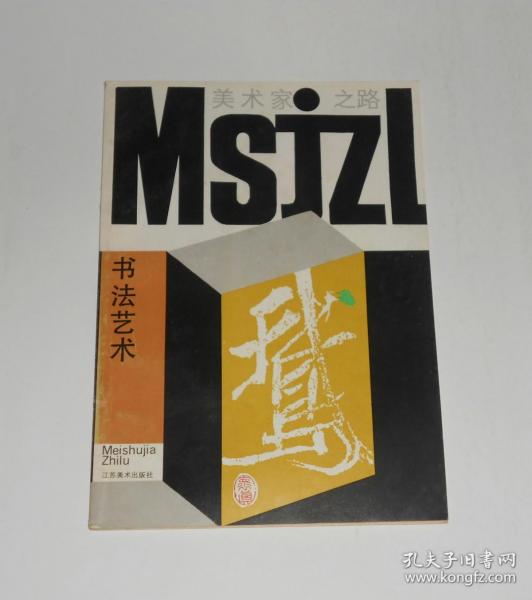 美术家之路
MsjZl
书法艺术
鵞
Meishujia
Zhilu
江苏美术出版社
孔夫子旧书网
www.kongfz.com